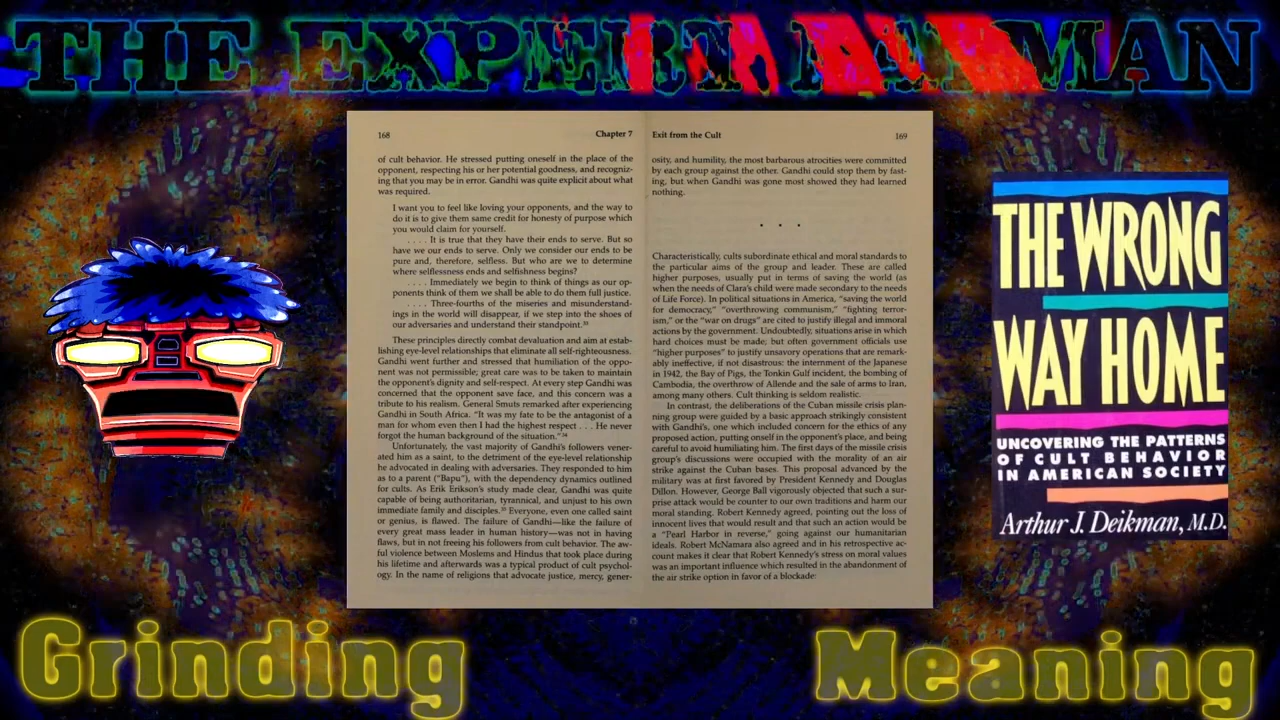 THE EXPERT LAYMAN
168
Chapter 7
of cult behavior. He stressed putting oneself in the place of the
opponent, respecting his or her potential goodness, and recogniz-
ing that you may be in error. Gandhi was quite explicit about what
was required.
I want you to feel like loving your opponents, and the way to
do it is to give them same credit for honesty of purpose which
you would claim for yourself.
. . . . It is true that they have their ends to serve. But so
have we our ends to serve. Only we consider our ends to be
pure and, therefore, selfless. But who are we to determine
where selflessness ends and selfishness begins?
. . . . Immediately we begin to think of things as our op-
ponents think of them we shall be able to do them full justice.
. . . . Three-fourths of the miseries and misunderstand-
ings in the world will disappear, if we step into the shoes of
our adversaries and understand their standpoint.
These principles directly combat devaluation and aim at estab-
lishing eye-level relationships that eliminate all self-righteousness.
Gandhi went further and stressed that humiliation of the oppo-
nent was not permissible; great care was to be taken to maintain
the opponent's dignity and self-respect. At every step Gandhi was
concerned that the opponent save face, and this concern was a
tribute to his realism. General Smuts remarked after experiencing
Gandhi in South Africa. "It was my fate to be the antagonist of a
man for whom even then I had the highest respect . . . He never
forgot the human background of the situation."
Unfortunately, the vast majority of Gandhi's followers vener-
ated him as a saint, to the detriment of the eye-level relationship
he advocated in dealing with adversaries. They responded to him
as to a parent ("Bapu"), with the dependency dynamics outlined
for cults. As Erik Erikson's study made clear, Gandhi was quite
capable of being authoritarian, tyrannical, and unjust to his own
immediate family and disciples. Everyone, even one called saint
or genius, is flawed. The failure of Gandhi—like the failure of
every great mass leader in human history—was not in having
flaws, but in not freeing his followers from cult behavior. The aw-
ful violence between Moslems and Hindus that took place during
his lifetime and afterwards was a typical product of cult psychol-
ogy. In the name of religions that advocate justice, mercy, gener-
Exit from the Cult
169
osity, and humility, the most barbarous atrocities were committed
by each group against the other. Gandhi could stop them by fast-
ing, but when Gandhi was gone most showed they had learned
nothing.
• • •
Characteristically, cults subordinate ethical and moral standards to
the particular aims of the group and leader. These are called
higher purposes, usually put in terms of saving the world (as
when the needs of Clara's child were made secondary to the needs
of Life Force). In political situations in America, "saving the world
for democracy," "overthrowing communism," "fighting terror-
ism," or the "war on drugs" are cited to justify illegal and immoral
actions by the government. Undoubtedly, situations arise in which
hard choices must be made; but often government officials use
"higher purposes" to justify unsavory operations that are remark-
ably ineffective, if not disastrous: the internment of the Japanese
in 1942, the Bay of Pigs, the Tonkin Gulf incident, the bombing of
Cambodia, the overthrow of Allende and the sale of arms to Iran,
among many others. Cult thinking is seldom realistic.
In contrast, the deliberations of the Cuban missile crisis plan-
ning group were guided by a basic approach strikingly consistent
with Gandhi's, one which included concern for the ethics of any
proposed action, putting onself in the opponent's place, and being
careful to avoid humiliating him. The first days of the missile crisis
group's discussions were occupied with the morality of an air
strike against the Cuban bases. This proposal advanced by the
military was at first favored by President Kennedy and Douglas
Dillon. However, George Ball vigorously objected that such a sur-
prise attack would be counter to our own traditions and harm our
moral standing. Robert Kennedy agreed, pointing out the loss of
innocent lives that would result and that such an action would be
a "Pearl Harbor in reverse," going against our humanitarian
ideals. Robert McNamara also agreed and in his retrospective ac-
count makes it clear that Robert Kennedy's stress on moral values
was an important influence which resulted in the abandonment of
the air strike option in favor of a blockade:
THE WRONG
WAY HOME
UNCOVERING THE PATTERNS
OF CULT BEHAVIOR
IN AMERICAN SOCIETY
Arthur J. Deikman, M.D.
Grinding
Meaning